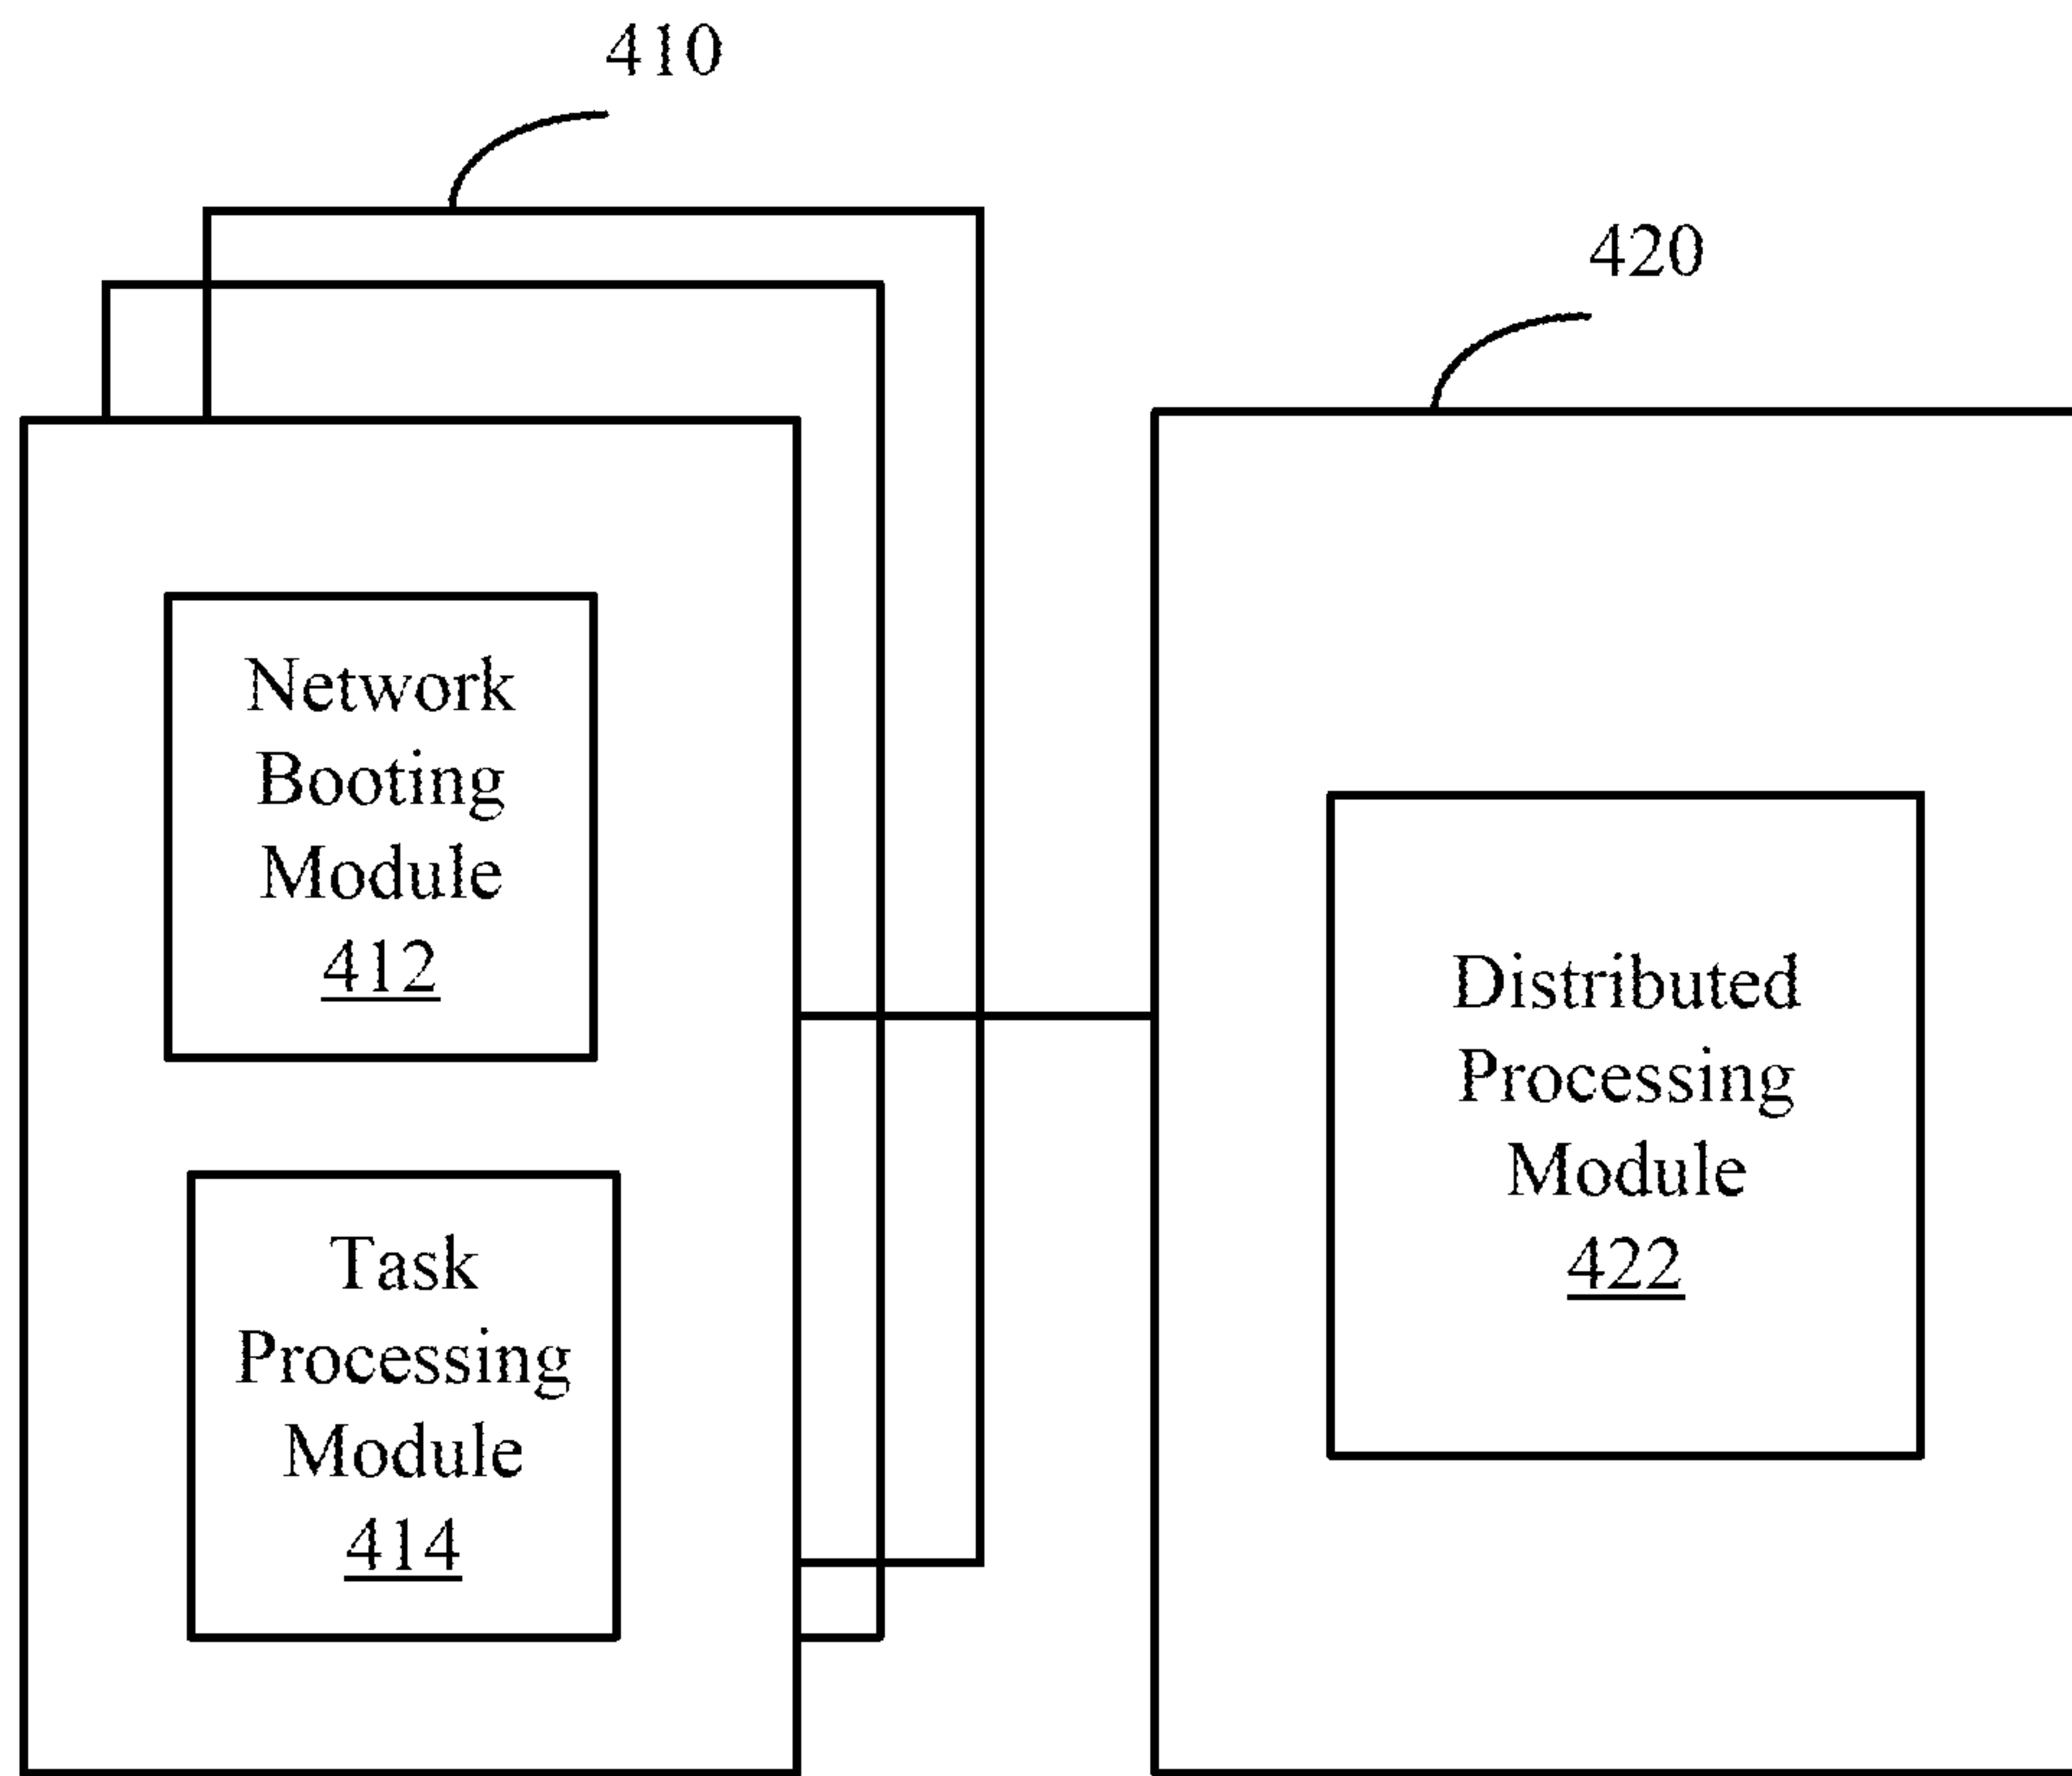 410
420
Network
Booting
Module
412
Task
Processing
Module
414
Distributed
Processing
Module
422